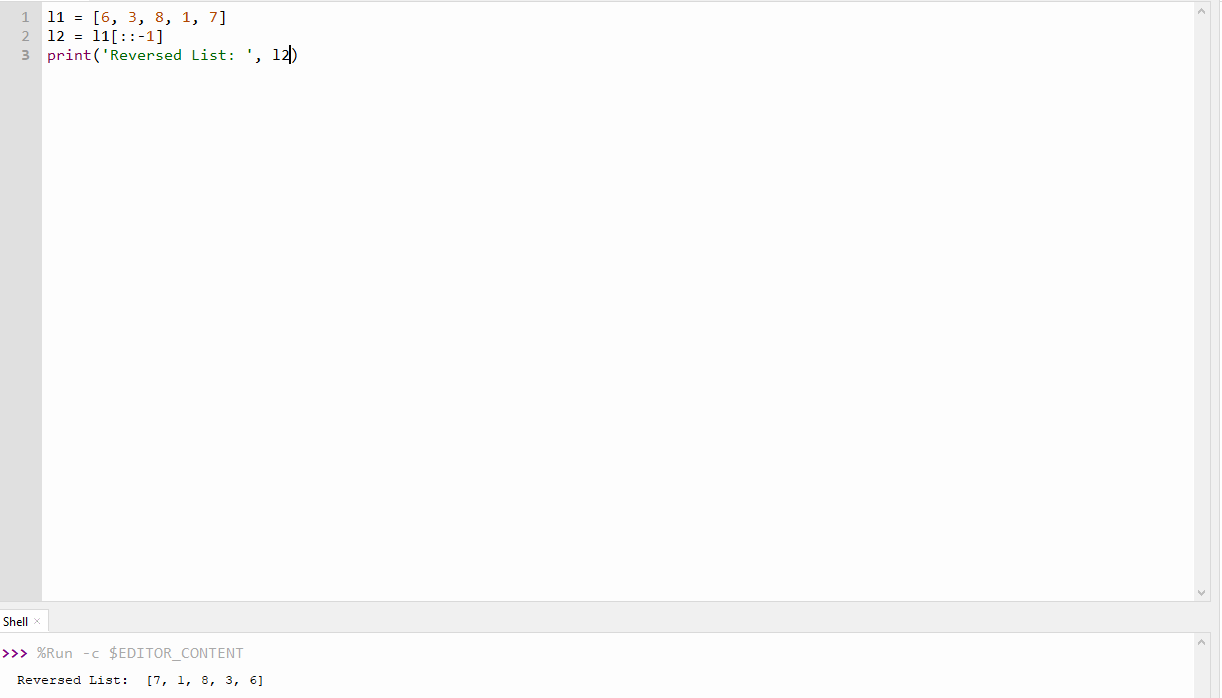 1 l1 = [6, 3, 8, 1, 7]
2 l2 = l1[::-1]
3 print('Reversed List: ', l2)
Shell ×
>>> %Run -c $EDITOR_CONTENT
Reversed List:  [7, 1, 8, 3, 6]